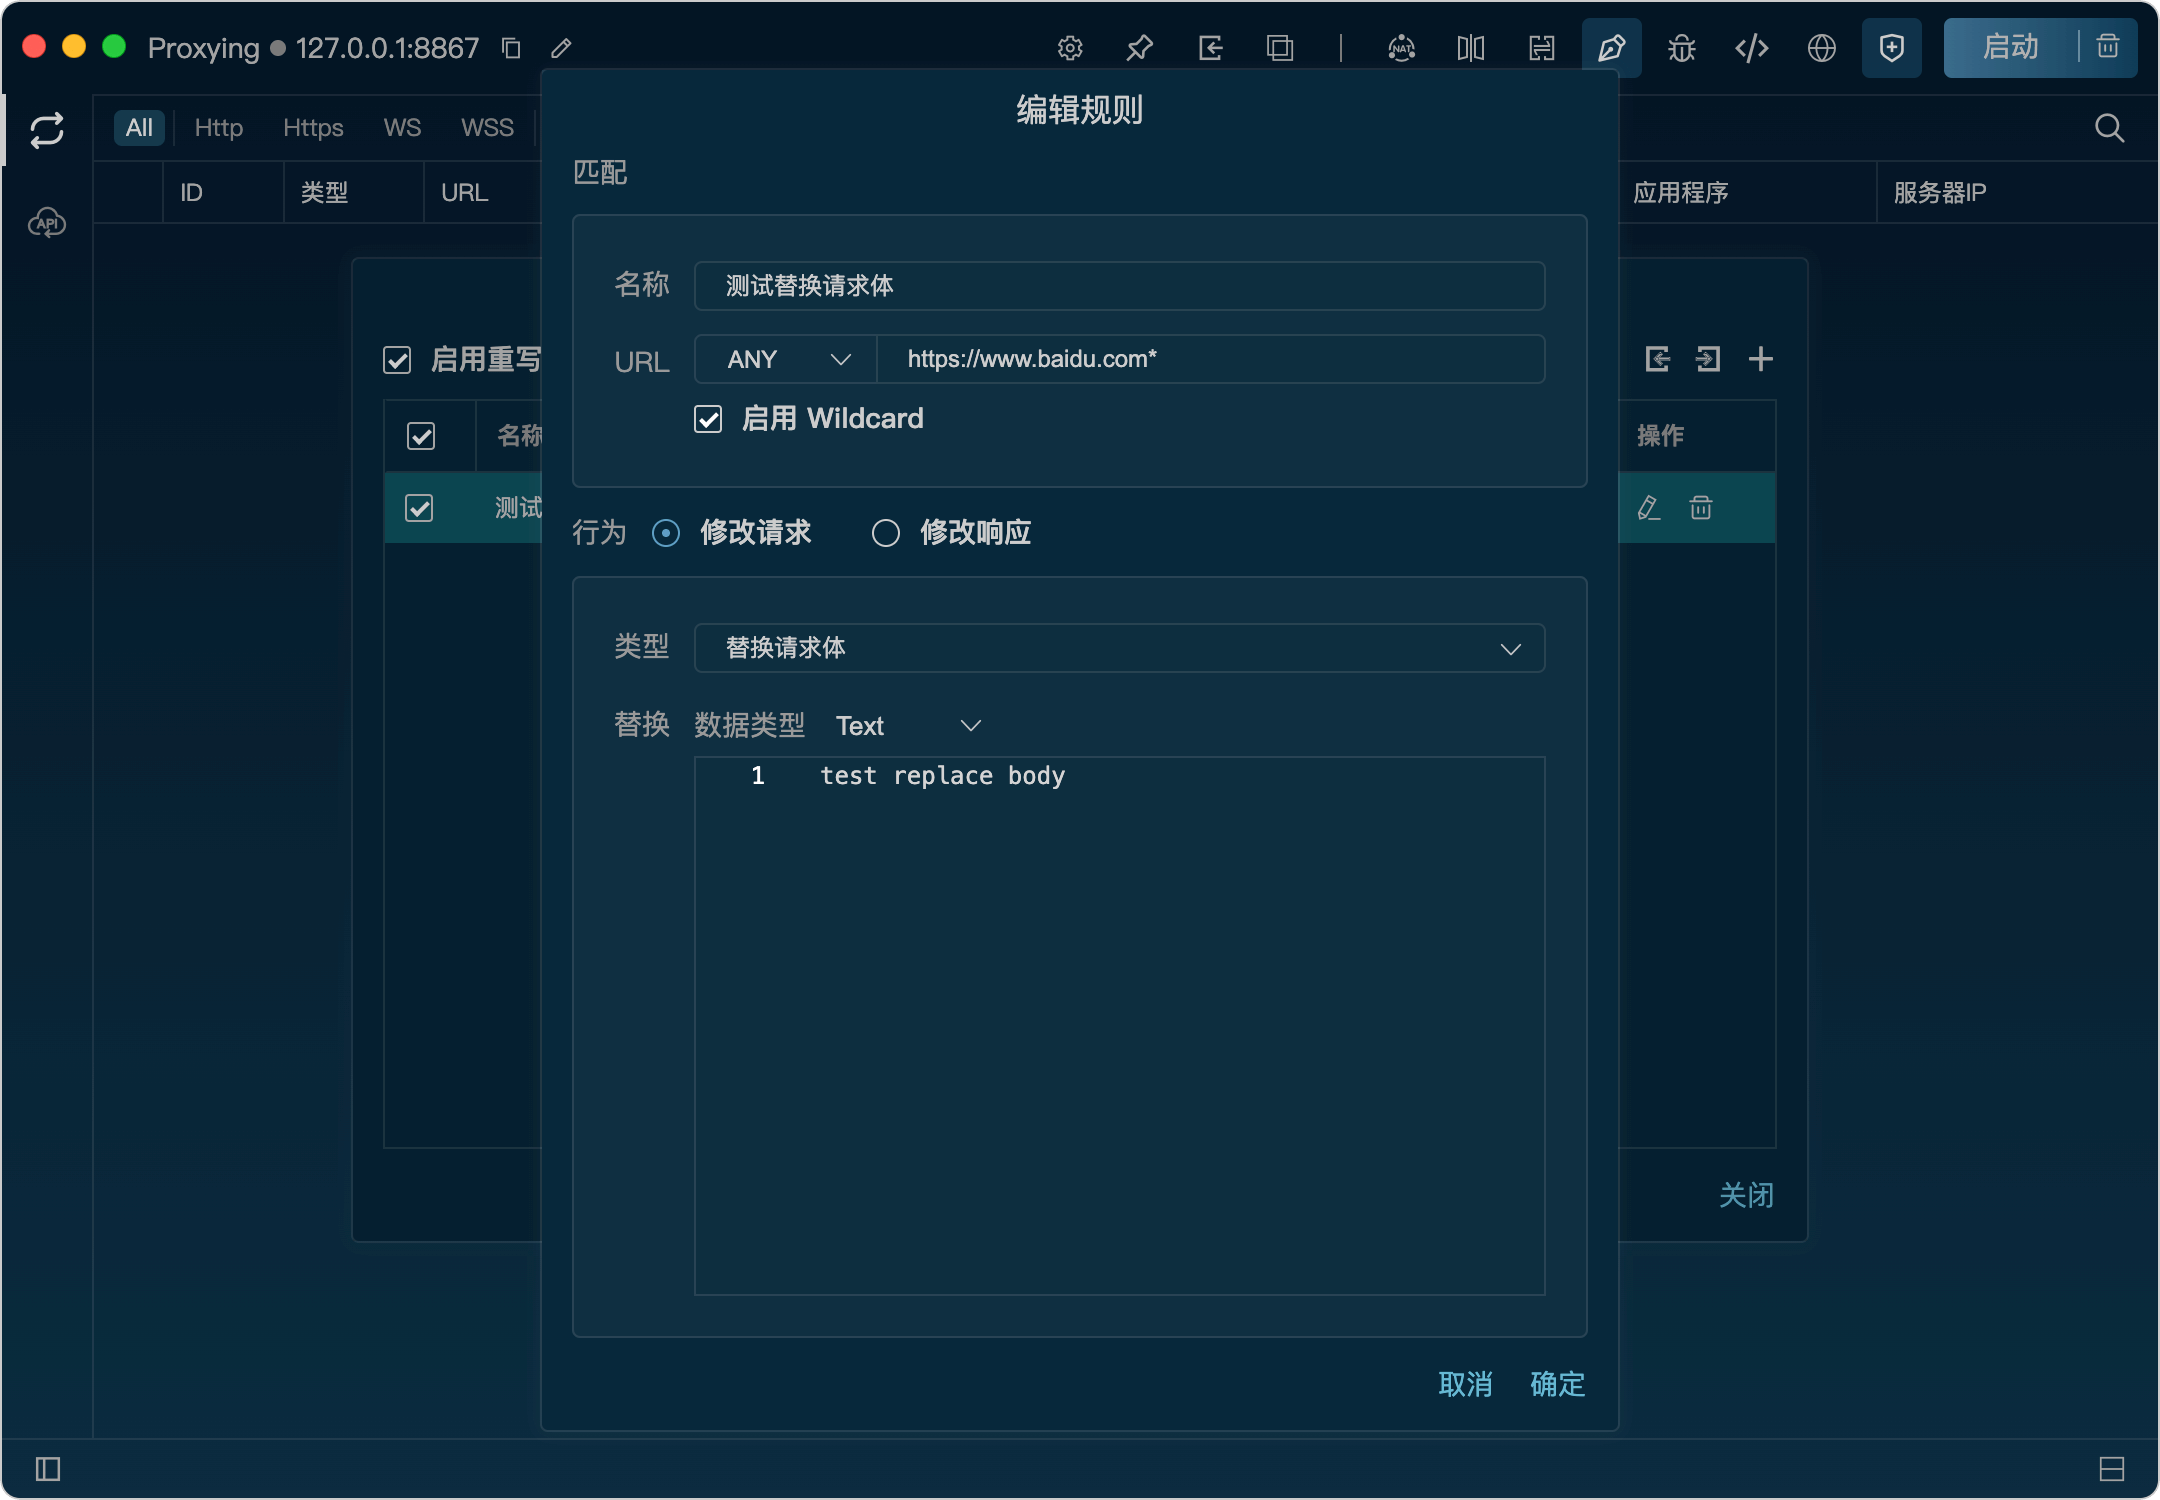 Proxying 127.0.0.1:8867
NAT
启动
API
All Http Https WS WSS
ID 类型 URL 应用程序 服务器IP
编辑规则
匹配
名称 测试替换请求体
URL ANY https://www.baidu.com*
启用 Wildcard
启用重写
名称 操作
测试
行为 修改请求 修改响应
类型 替换请求体
替换 数据类型 Text
1 test replace body
关闭
取消 确定